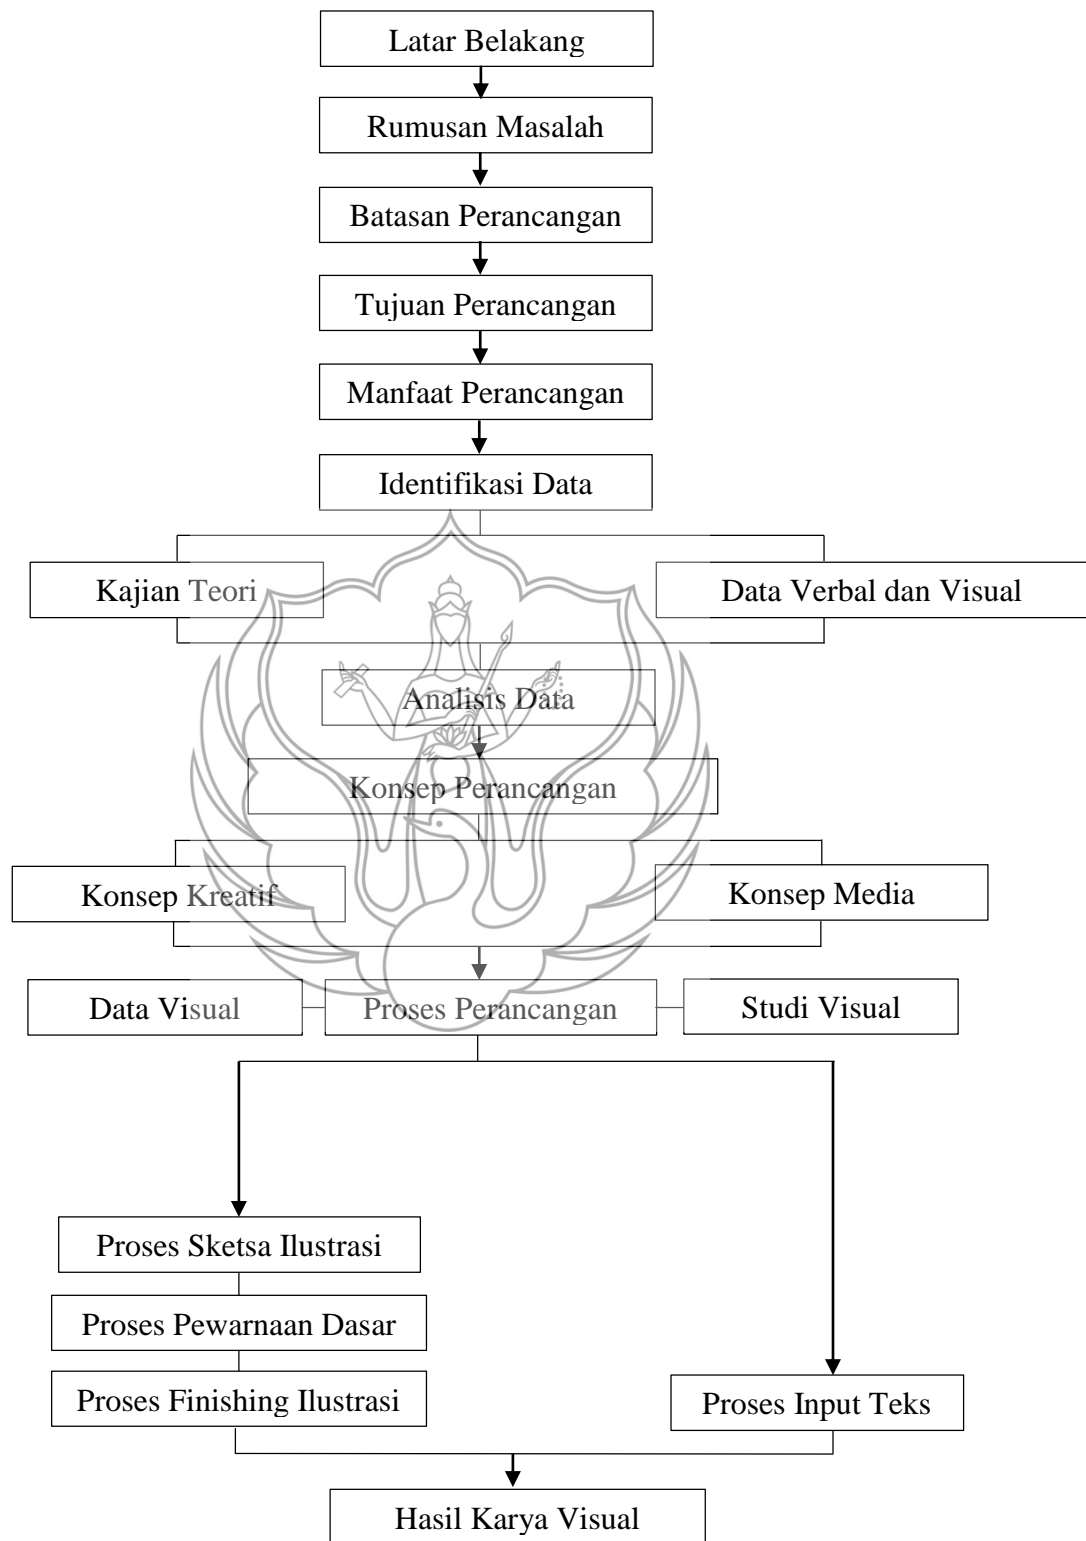 Latar Belakang
Rumusan Masalah
Batasan Perancangan
Tujuan Perancangan
Manfaat Perancangan
Identifikasi Data
Kajian Teori
Data Verbal dan Visual
Analisis Data
Konsep Perancangan
Konsep Kreatif
Konsep Media
Data Visual
Proses Perancangan
Studi Visual
Proses Sketsa Ilustrasi
Proses Pewarnaan Dasar
Proses Finishing Ilustrasi
Proses Input Teks
Hasil Karya Visual